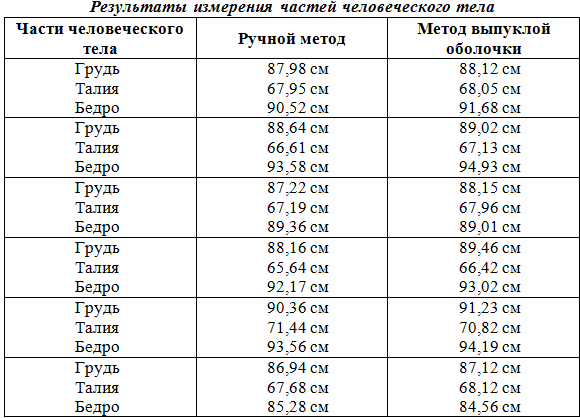 Результаты измерения частей человеческого тела
Части человеческого тела Ручной метод Метод выпуклой оболочки
Грудь 87,98 см 88,12 см
Талия 67,95 см 68,05 см
Бедро 90,52 см 91,68 см
Грудь 88,64 см 89,02 см
Талия 66,61 см 67,13 см
Бедро 93,58 см 94,93 см
Грудь 87,22 см 88,15 см
Талия 67,19 см 67,96 см
Бедро 89,36 см 89,01 см
Грудь 88,16 см 89,46 см
Талия 65,64 см 66,42 см
Бедро 92,17 см 93,02 см
Грудь 90,36 см 91,23 см
Талия 71,44 см 70,82 см
Бедро 93,56 см 94,19 см
Грудь 86,94 см 87,12 см
Талия 67,68 см 68,12 см
Бедро 85,28 см 84,56 см